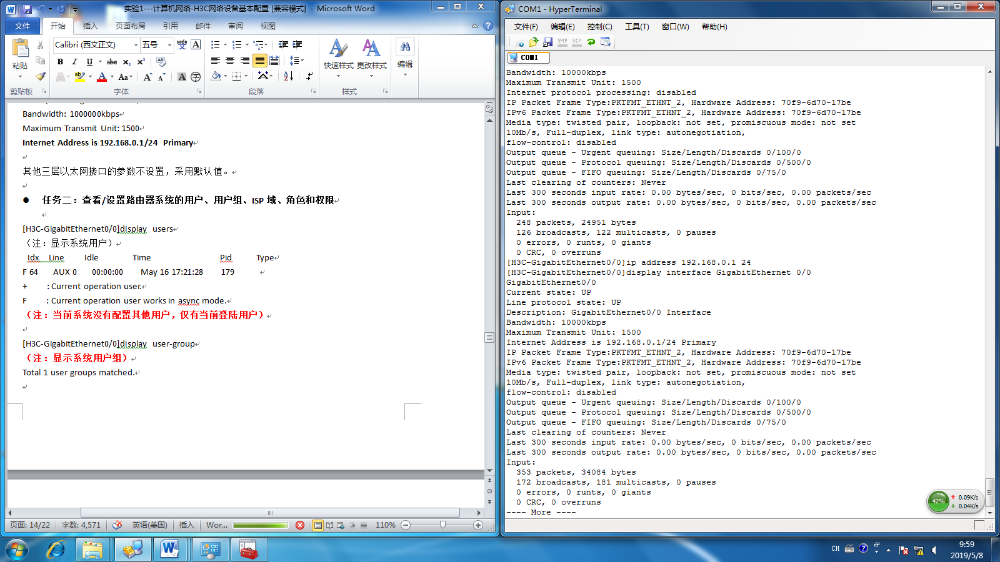 实验1---计算机网络-H3C网络设备基本配置 [兼容模式] - Microsoft Word
文件 开始 插入 页面布局 引用 邮件 审阅 视图
Calibri (西文正文) 五号
粘贴 快速样式 更改样式 编辑
剪贴板 字体 段落 样式
Bandwidth: 1000000kbps
Maximum Transmit Unit: 1500
Internet Address is 192.168.0.1/24 Primary
其他三层以太网接口的参数不设置，采用默认值。
● 任务二：查看/设置路由器系统的用户、用户组、ISP 域、角色和权限
[H3C-GigabitEthernet0/0]display users
（注：显示系统用户）
Idx Line Idle Time Pid Type
F 64 AUX 0 00:00:00 May 16 17:21:28 179
+ : Current operation user.
F : Current operation user works in async mode.
（注：当前系统没有配置其他用户，仅有当前登陆用户）
[H3C-GigabitEthernet0/0]display user-group
（注：显示系统用户组）
Total 1 user groups matched.
页面: 14/22 字数: 4,571 英语(美国) 插入 Wor... 110%
COM1 - HyperTerminal
文件(F) 编辑(E) 控制(C) 工具(T) 窗口(W) 帮助(H)
SFTP SCP
COM1
Bandwidth: 10000kbps
Maximum Transmit Unit: 1500
Internet protocol processing: disabled
IP Packet Frame Type:PKTFMT_ETHNT_2, Hardware Address: 70f9-6d70-17be
IPv6 Packet Frame Type:PKTFMT_ETHNT_2, Hardware Address: 70f9-6d70-17be
Media type: twisted pair, loopback: not set, promiscuous mode: not set
10Mb/s, Full-duplex, link type: autonegotiation,
flow-control: disabled
Output queue - Urgent queuing: Size/Length/Discards 0/100/0
Output queue - Protocol queuing: Size/Length/Discards 0/500/0
Output queue - FIFO queuing: Size/Length/Discards 0/75/0
Last clearing of counters: Never
Last 300 seconds input rate: 0.00 bytes/sec, 0 bits/sec, 0.00 packets/sec
Last 300 seconds output rate: 0.00 bytes/sec, 0 bits/sec, 0.00 packets/sec
Input:
248 packets, 24951 bytes
126 broadcasts, 122 multicasts, 0 pauses
0 errors, 0 runts, 0 giants
0 CRC, 0 overruns
[H3C-GigabitEthernet0/0]ip address 192.168.0.1 24
[H3C-GigabitEthernet0/0]display interface GigabitEthernet 0/0
GigabitEthernet0/0
Current state: UP
Line protocol state: UP
Description: GigabitEthernet0/0 Interface
Bandwidth: 10000kbps
Maximum Transmit Unit: 1500
Internet Address is 192.168.0.1/24 Primary
IP Packet Frame Type:PKTFMT_ETHNT_2, Hardware Address: 70f9-6d70-17be
IPv6 Packet Frame Type:PKTFMT_ETHNT_2, Hardware Address: 70f9-6d70-17be
Media type: twisted pair, loopback: not set, promiscuous mode: not set
10Mb/s, Full-duplex, link type: autonegotiation,
flow-control: disabled
Output queue - Urgent queuing: Size/Length/Discards 0/100/0
Output queue - Protocol queuing: Size/Length/Discards 0/500/0
Output queue - FIFO queuing: Size/Length/Discards 0/75/0
Last clearing of counters: Never
Last 300 seconds input rate: 0.00 bytes/sec, 0 bits/sec, 0.00 packets/sec
Last 300 seconds output rate: 0.00 bytes/sec, 0 bits/sec, 0.00 packets/sec
Input:
353 packets, 34084 bytes
172 broadcasts, 181 multicasts, 0 pauses
0 errors, 0 runts, 0 giants
0 CRC, 0 overruns
---- More ----
42% 0.09K/s
0.04K/s
CH 9:59
2019/5/8